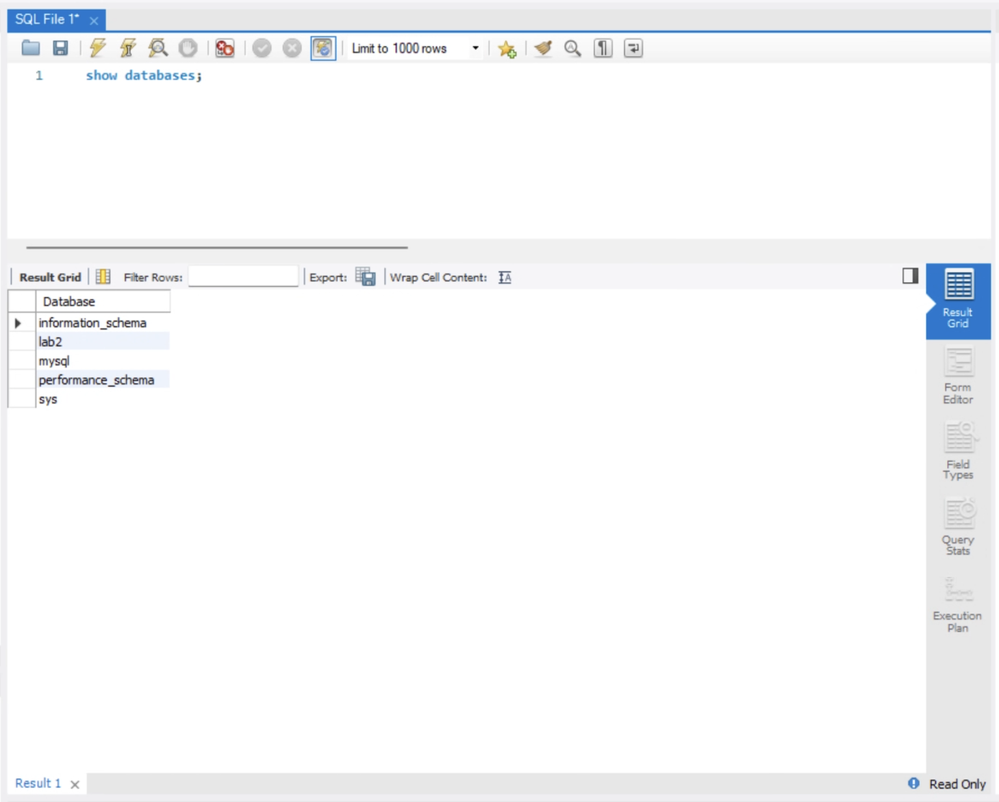 SQL File 1*
Limit to 1000 rows
1 show databases;
Result Grid Filter Rows: Export: Wrap Cell Content:
Database
information_schema
lab2
mysql
performance_schema
sys
Result
Grid
Form
Editor
Field
Types
Query
Stats
Execution
Plan
Result 1
Read Only